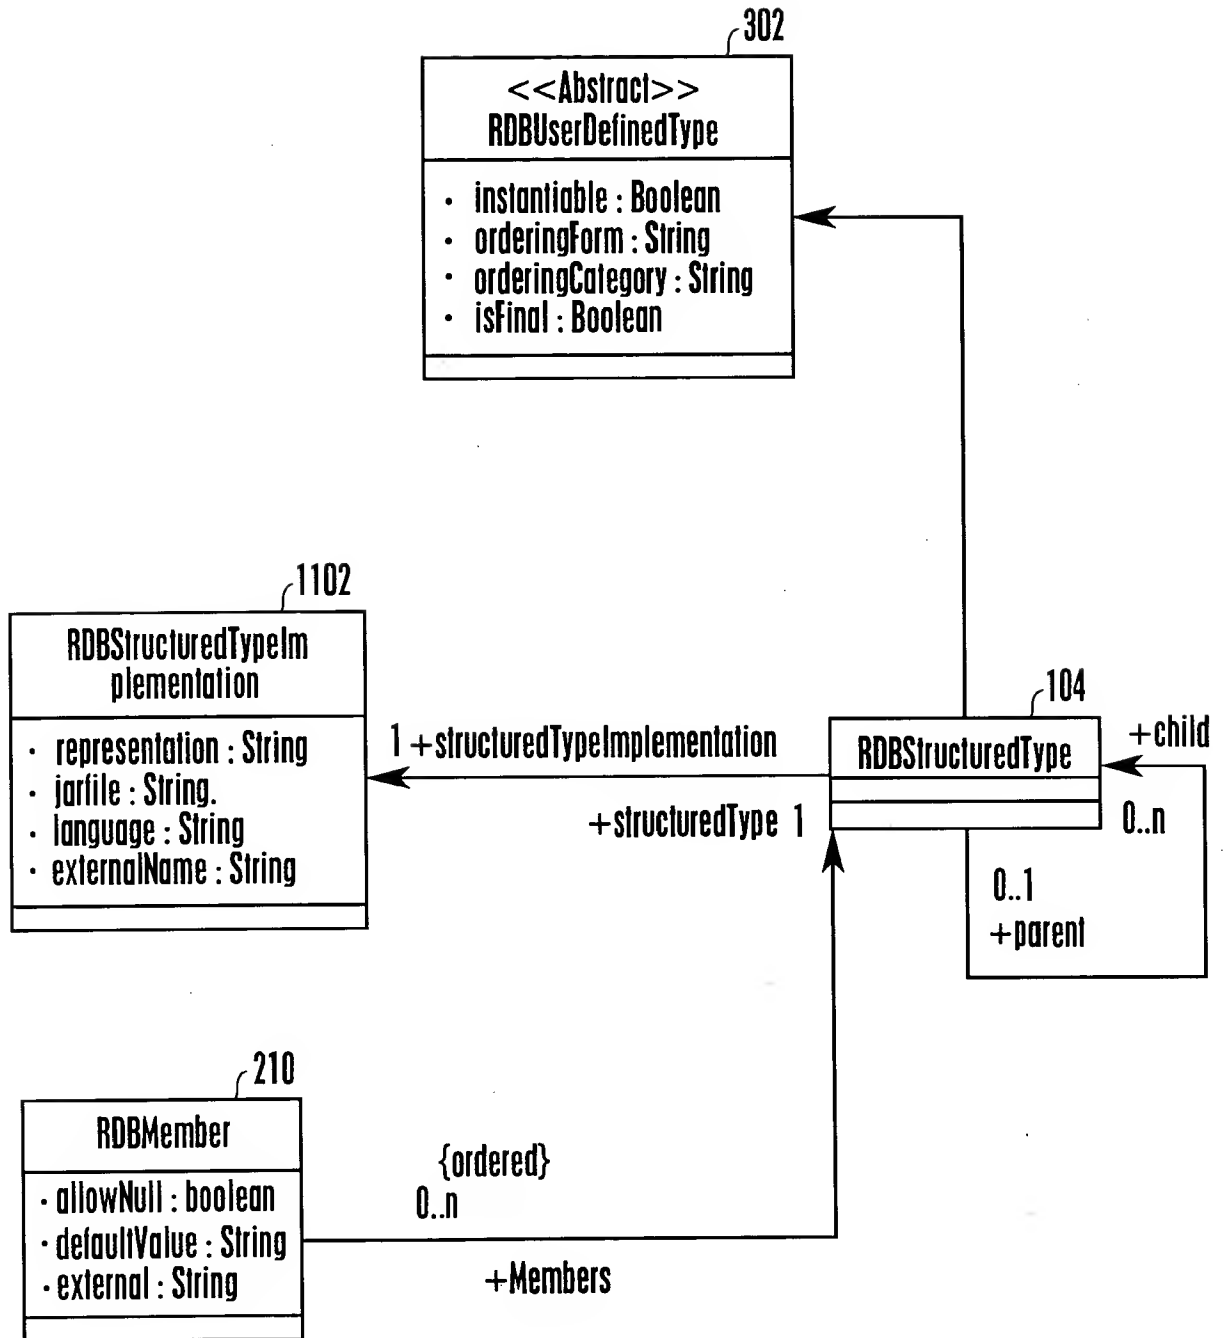 302
<<Abstract>>
RDBUserDefinedType
· instantiable : Boolean
· orderingForm : String
· orderingCategory : String
· isFinal : Boolean
1102
RDBStructuredTypeIm
plementation
· representation : String
· jarfile : String.
· language : String
· externalName : String
1 +structuredTypeImplementation
+structuredType 1
104
RDBStructuredType
+child
0..n
0..1
+parent
210
RDBMember
· allowNull : boolean
· defaultValue : String
· external : String
{ordered}
0..n
+Members